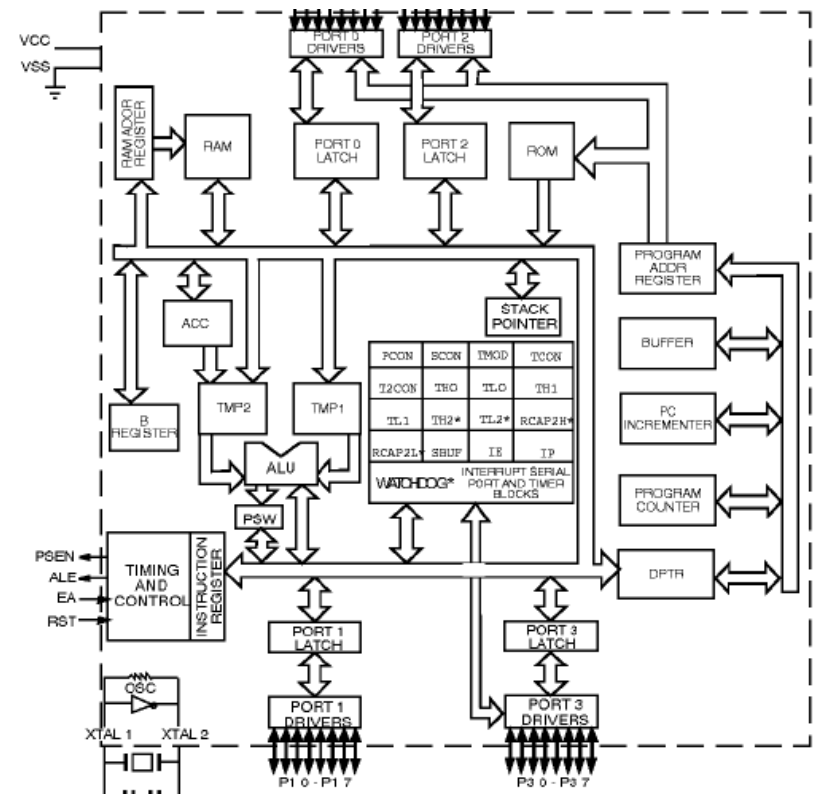 VCC
VSS
PORT 0
DRIVERS
PORT 2
DRIVERS
RAM ADDR
REGISTER
RAM
PORT 0
LATCH
PORT 2
LATCH
ROM
PROGRAM
ADDR
REGISTER
STACK
POINTER
ACC
BUFFER
PCON SCON TMOD TCON
T2CON TH0 TL0 TH1
TL1 TH2* TL2* RCAP2H*
RCAP2L* SBUF IE IP
WATCHDOG*
INTERRUPT SERIAL
PORT AND TIMER
BLOCKS
B
REGISTER
TMP2
TMP1
PC
INCREMENTER
ALU
PSW
PROGRAM
COUNTER
PSEN
ALE
EA
RST
TIMING
AND
CONTROL
INSTRUCTION
REGISTER
DPTR
PORT 1
LATCH
PORT 3
LATCH
OSC
PORT 1
DRIVERS
PORT 3
DRIVERS
XTAL 1
XTAL 2
P1 0 - P1 7
P3 0 - P3 7